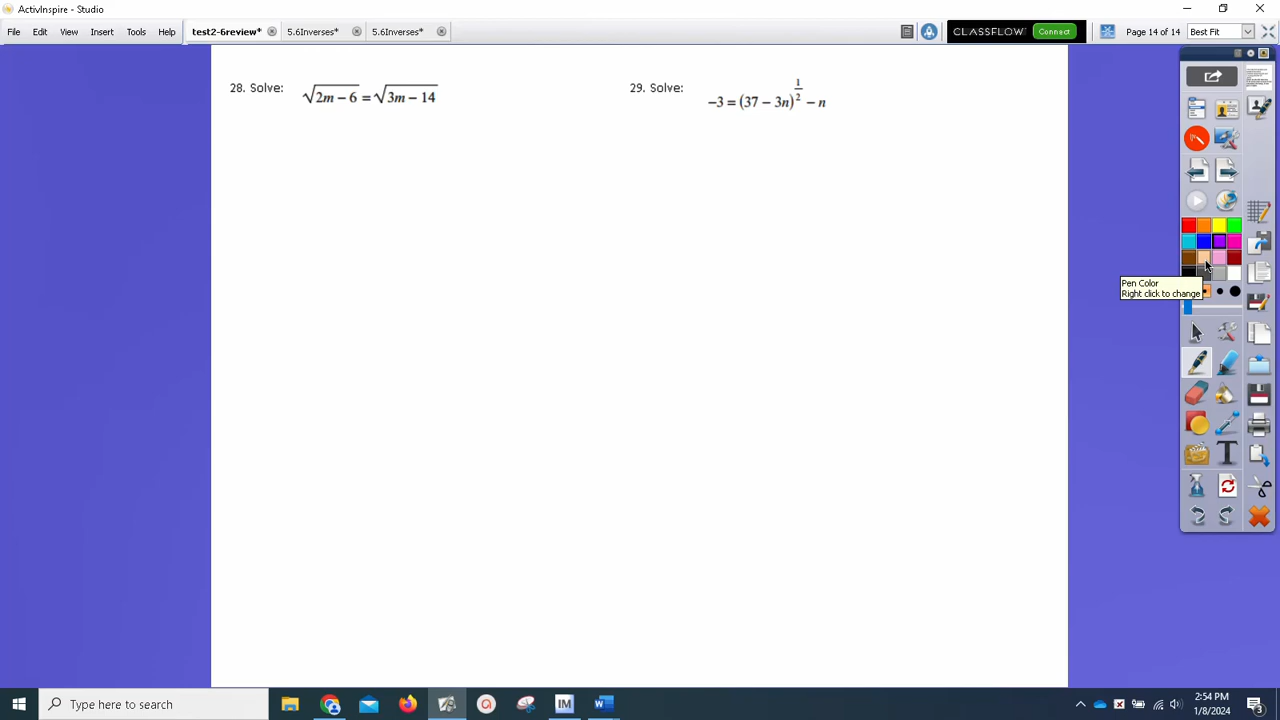 ActivInspire - Studio
File Edit View Insert Tools Help test2-6review* 5.6Inverses* 5.6Inverses* CLASSFLOW Connect Page 14 of 14 Best Fit
28. Solve: √(2m − 6) = √(3m − 14)
29. Solve: −3 = (37 − 3n)^(1/2) − n
Pen Color
Right click to change
Type here to search
IM
2:54 PM
1/8/2024
3